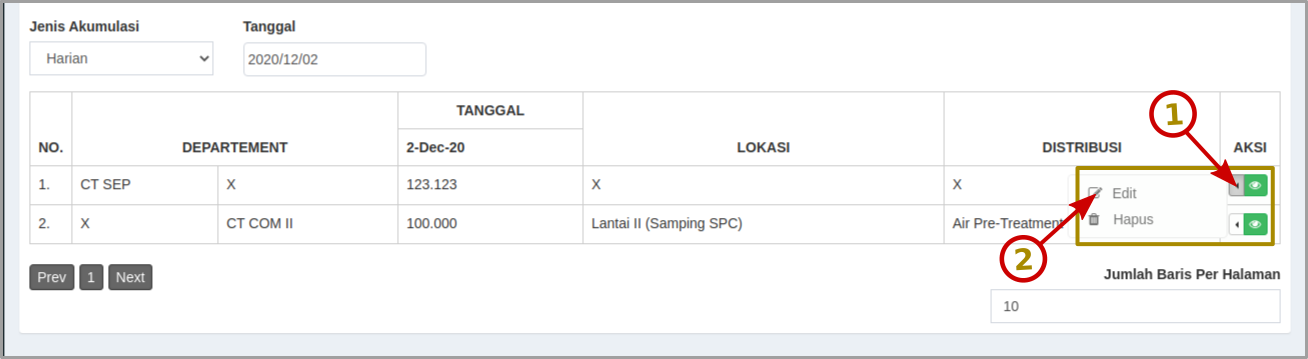 Jenis Akumulasi Tanggal
Harian 2020/12/02
TANGGAL
NO. DEPARTEMENT 2-Dec-20 LOKASI DISTRIBUSI AKSI
1
1. CT SEP X 123.123 X X
Edit
2. X CT COM II 100.000 Lantai II (Samping SPC) Air Pre-Treatment
Hapus
2
Prev 1 Next
Jumlah Baris Per Halaman
10